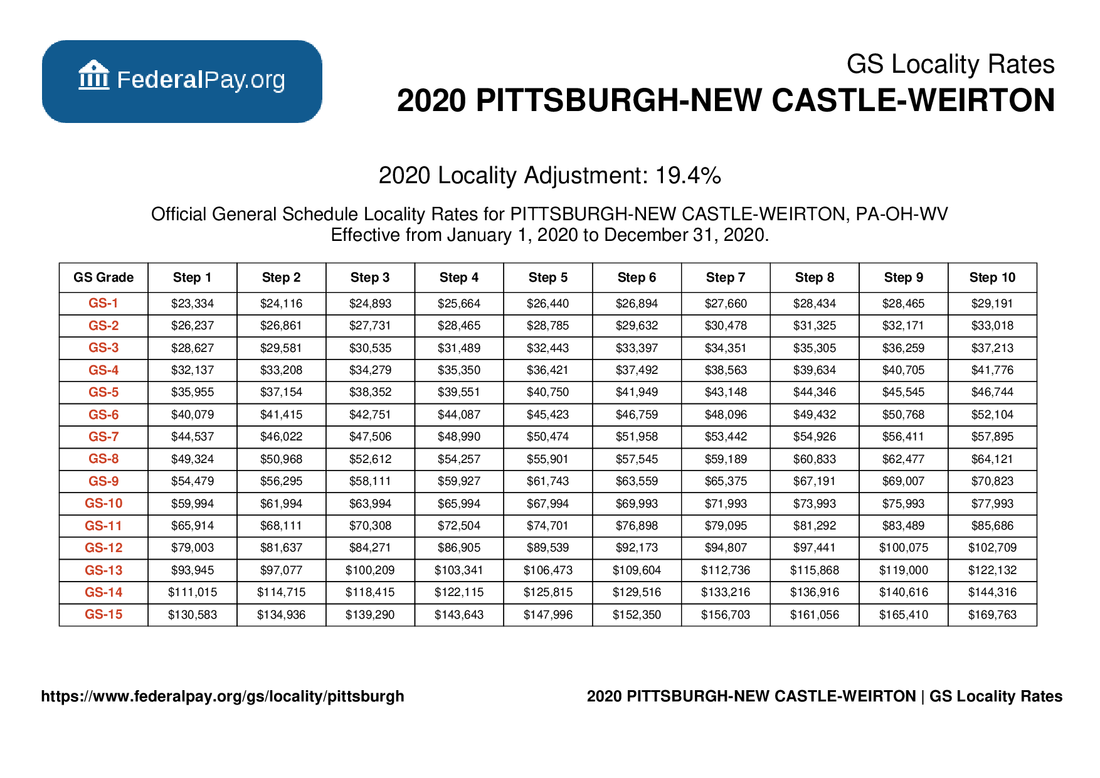 FederalPay.org
GS Locality Rates
2020 PITTSBURGH-NEW CASTLE-WEIRTON
2020 Locality Adjustment: 19.4%
Official General Schedule Locality Rates for PITTSBURGH-NEW CASTLE-WEIRTON, PA-OH-WV
Effective from January 1, 2020 to December 31, 2020.
GS Grade Step 1 Step 2 Step 3 Step 4 Step 5 Step 6 Step 7 Step 8 Step 9 Step 10
GS-1 $23,334 $24,116 $24,893 $25,664 $26,440 $26,894 $27,660 $28,434 $28,465 $29,191
GS-2 $26,237 $26,861 $27,731 $28,465 $28,785 $29,632 $30,478 $31,325 $32,171 $33,018
GS-3 $28,627 $29,581 $30,535 $31,489 $32,443 $33,397 $34,351 $35,305 $36,259 $37,213
GS-4 $32,137 $33,208 $34,279 $35,350 $36,421 $37,492 $38,563 $39,634 $40,705 $41,776
GS-5 $35,955 $37,154 $38,352 $39,551 $40,750 $41,949 $43,148 $44,346 $45,545 $46,744
GS-6 $40,079 $41,415 $42,751 $44,087 $45,423 $46,759 $48,096 $49,432 $50,768 $52,104
GS-7 $44,537 $46,022 $47,506 $48,990 $50,474 $51,958 $53,442 $54,926 $56,411 $57,895
GS-8 $49,324 $50,968 $52,612 $54,257 $55,901 $57,545 $59,189 $60,833 $62,477 $64,121
GS-9 $54,479 $56,295 $58,111 $59,927 $61,743 $63,559 $65,375 $67,191 $69,007 $70,823
GS-10 $59,994 $61,994 $63,994 $65,994 $67,994 $69,993 $71,993 $73,993 $75,993 $77,993
GS-11 $65,914 $68,111 $70,308 $72,504 $74,701 $76,898 $79,095 $81,292 $83,489 $85,686
GS-12 $79,003 $81,637 $84,271 $86,905 $89,539 $92,173 $94,807 $97,441 $100,075 $102,709
GS-13 $93,945 $97,077 $100,209 $103,341 $106,473 $109,604 $112,736 $115,868 $119,000 $122,132
GS-14 $111,015 $114,715 $118,415 $122,115 $125,815 $129,516 $133,216 $136,916 $140,616 $144,316
GS-15 $130,583 $134,936 $139,290 $143,643 $147,996 $152,350 $156,703 $161,056 $165,410 $169,763
https://www.federalpay.org/gs/locality/pittsburgh
2020 PITTSBURGH-NEW CASTLE-WEIRTON | GS Locality Rates